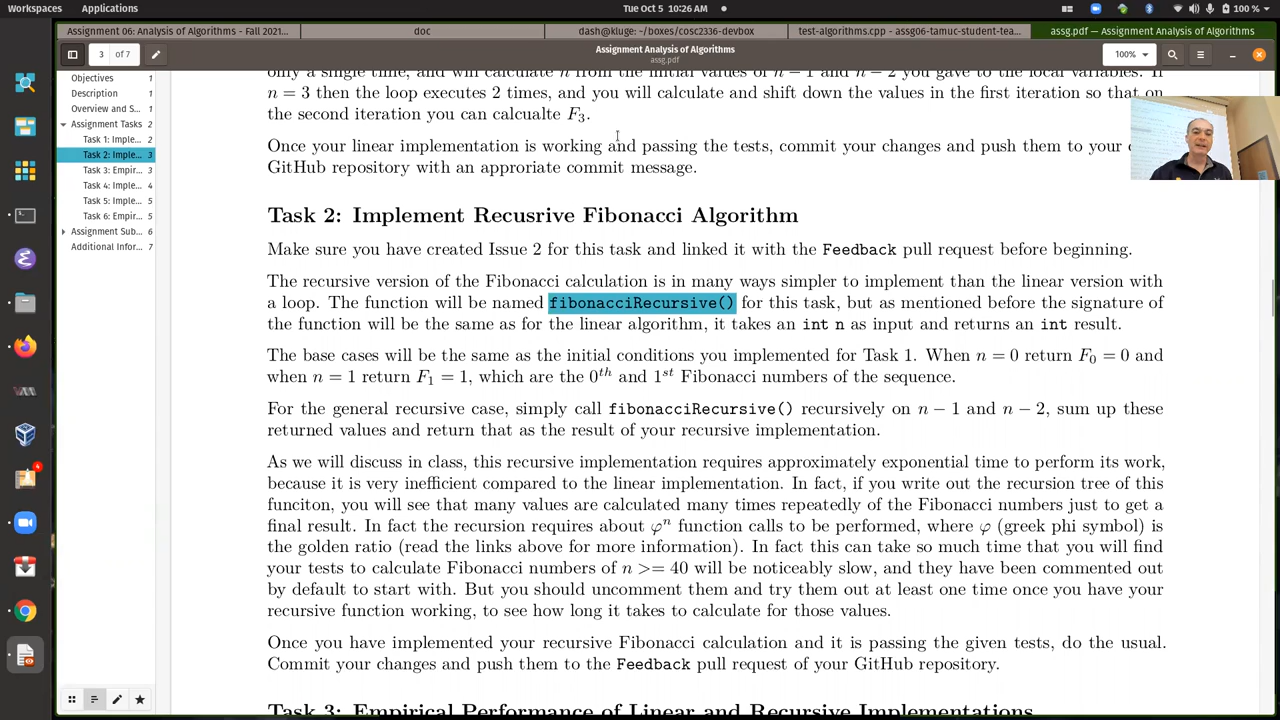 Workspaces Applications Tue Oct 5 10:26 AM 100 %
Assignment 06: Analysis of Algorithms - Fall 2021... doc dash@kluge: ~/boxes/cosc2336-devbox test-algorithms.cpp - assg06-tamuc-student-tea... assg.pdf — Assignment Analysis of Algorithms
3 of 7 Assignment Analysis of Algorithms 100%
assg.pdf
Objectives 1
Description 1
Overview and S... 1
Assignment Tasks 2
Task 1: Imple... 2
Task 2: Imple... 3
Task 3: Empir... 3
Task 4: Imple... 4
Task 5: Imple... 5
Task 6: Empir... 5
Assignment Sub... 6
Additional Infor... 7
only a single time, and will calculate n from the initial values of n − 1 and n − 2 you gave to the local variables. If
n = 3 then the loop executes 2 times, and you will calculate and shift down the values in the first iteration so that on
the second iteration you can calcualte F3.
Once your linear implementation is working and passing the tests, commit your changes and push them to your
GitHub repository with an approriate commit message.
Task 2: Implement Recusrive Fibonacci Algorithm
Make sure you have created Issue 2 for this task and linked it with the Feedback pull request before beginning.
The recursive version of the Fibonacci calculation is in many ways simpler to implement than the linear version with
a loop. The function will be named fibonacciRecursive() for this task, but as mentioned before the signature of
the function will be the same as for the linear algorithm, it takes an int n as input and returns an int result.
The base cases will be the same as the initial conditions you implemented for Task 1. When n = 0 return F0 = 0 and
when n = 1 return F1 = 1, which are the 0th and 1st Fibonacci numbers of the sequence.
For the general recursive case, simply call fibonacciRecursive() recursively on n − 1 and n − 2, sum up these
returned values and return that as the result of your recursive implementation.
As we will discuss in class, this recursive implementation requires approximately exponential time to perform its work,
because it is very inefficient compared to the linear implementation. In fact, if you write out the recursion tree of this
funciton, you will see that many values are calculated many times repeatedly of the Fibonacci numbers just to get a
final result. In fact the recursion requires about φn function calls to be performed, where φ (greek phi symbol) is
the golden ratio (read the links above for more information). In fact this can take so much time that you will find
your tests to calculate Fibonacci numbers of n >= 40 will be noticeably slow, and they have been commented out
by default to start with. But you should uncomment them and try them out at least one time once you have your
recursive function working, to see how long it takes to calculate for those values.
Once you have implemented your recursive Fibonacci calculation and it is passing the given tests, do the usual.
Commit your changes and push them to the Feedback pull request of your GitHub repository.
Task 3: Empirical Performance of Linear and Recursive Implementations